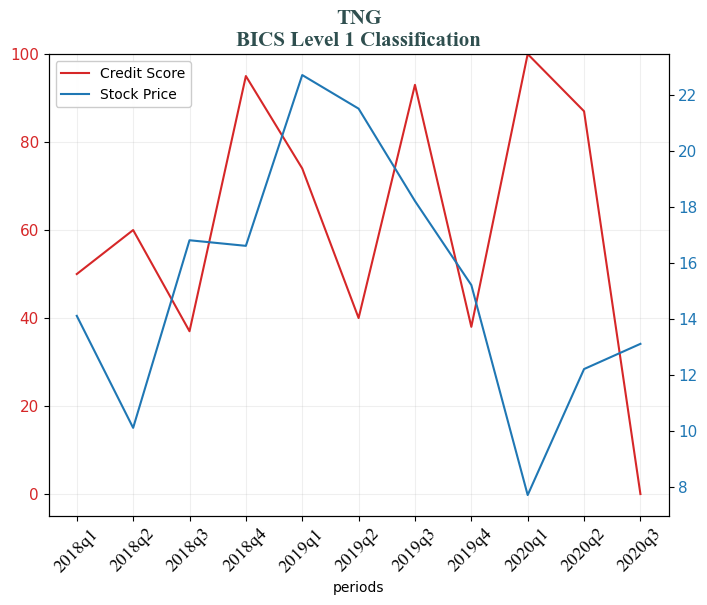 TNG
BICS Level 1 Classification
Credit Score
Stock Price
100
80
60
40
20
0
22
20
18
16
14
12
10
8
2018q1
2018q2
2018q3
2018q4
2019q1
2019q2
2019q3
2019q4
2020q1
2020q2
2020q3
periods